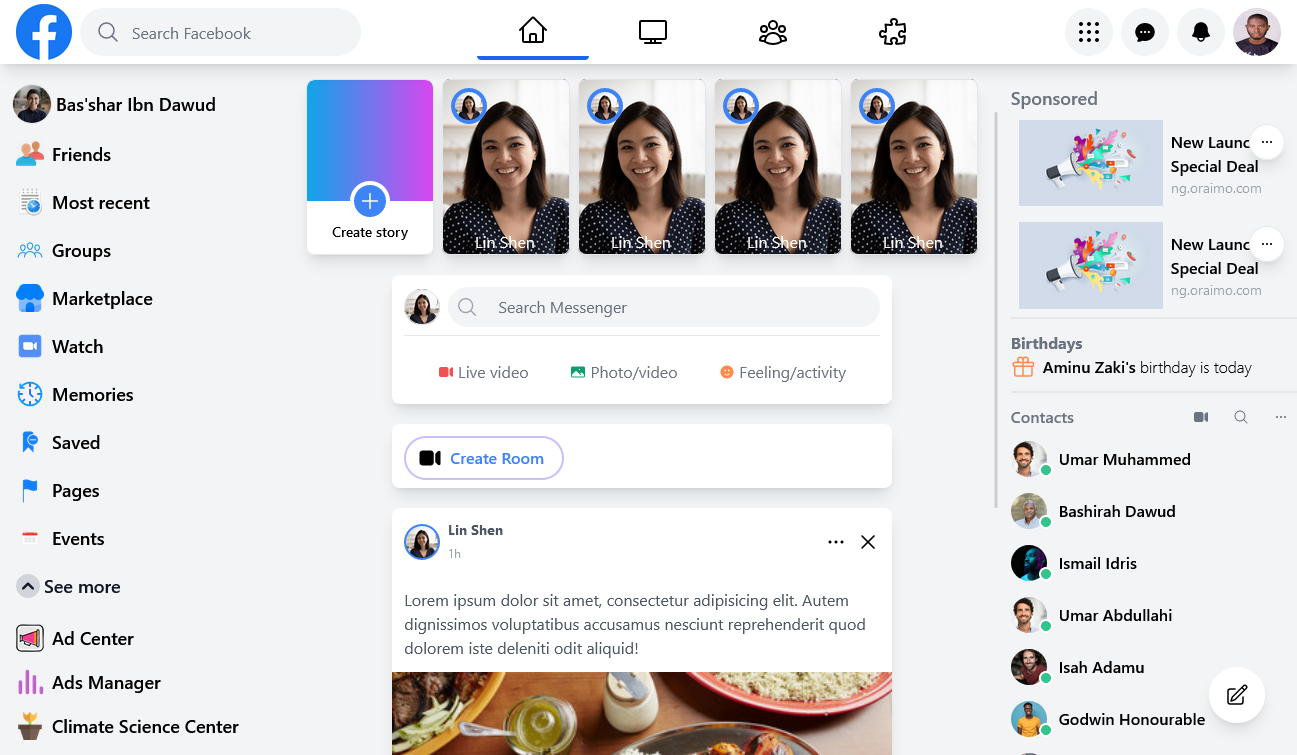 Search Facebook
Bas'shar Ibn Dawud
Friends
Most recent
Groups
Marketplace
Watch
Memories
Saved
Pages
Events
See more
Ad Center
Ads Manager
Climate Science Center
Create story
Lin Shen
Lin Shen
Lin Shen
Lin Shen
Search Messenger
Live video
Photo/video
Feeling/activity
Create Room
Lin Shen
1h
Lorem ipsum dolor sit amet, consectetur adipisicing elit. Autem
dignissimos voluptatibus accusamus nesciunt reprehenderit quod
dolorem iste deleniti odit aliquid!
Sponsored
New Launc
Special Deal
ng.oraimo.com
New Launc
Special Deal
ng.oraimo.com
Birthdays
Aminu Zaki's birthday is today
Contacts
Umar Muhammed
Bashirah Dawud
Ismail Idris
Umar Abdullahi
Isah Adamu
Godwin Honourable